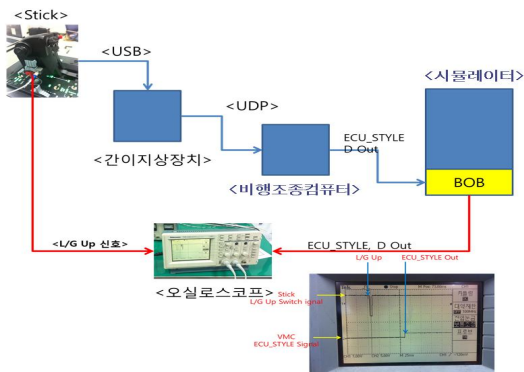 <Stick>
<USB>
<시뮬레이터>
<UDP>
ECU_STYLE
D Out
<간이지상장치>
<비행조종컴퓨터>
BOB
<L/G Up 신호>
ECU_STYLE, D Out
L/G Up
ECU_STYLE Out
<오실로스코프>
Stick
L/G Up Switch ignal
VMC
ECU_STYLE Signal